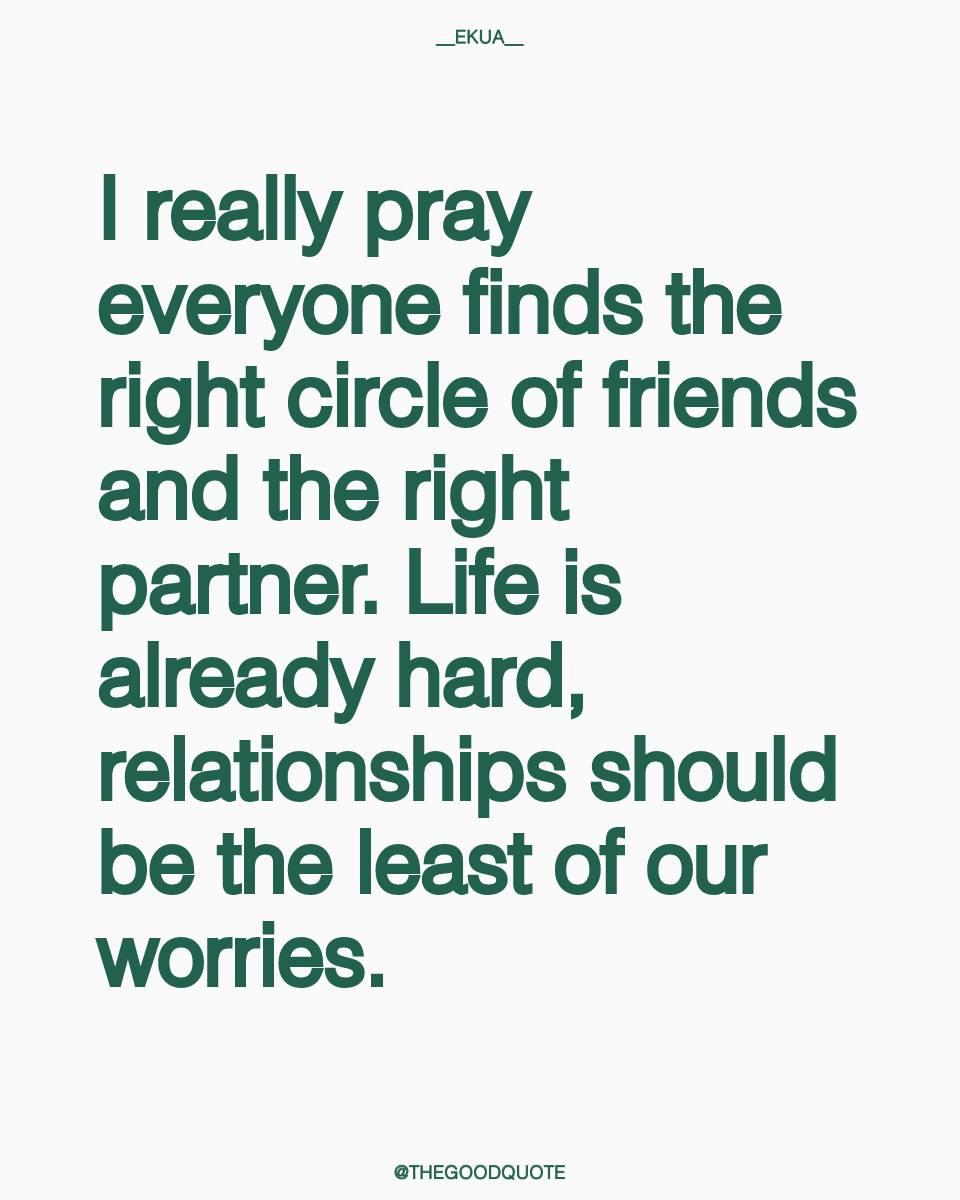 __EKUA__
I really pray
everyone finds the
right circle of friends
and the right
partner. Life is
already hard,
relationships should
be the least of our
worries.
@THEGOODQUOTE